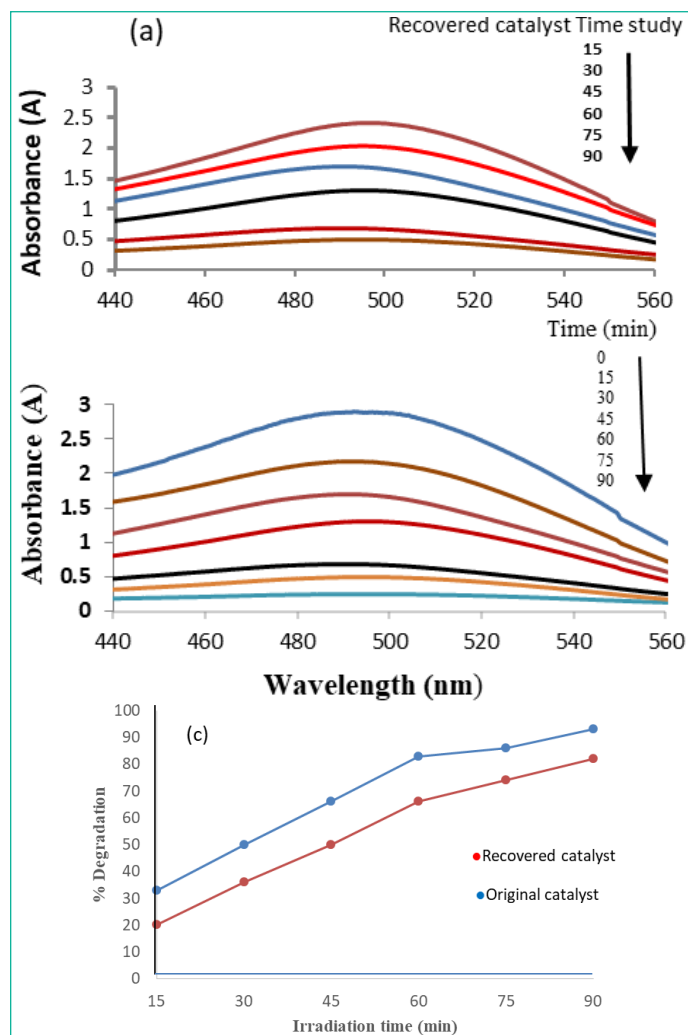 (a)
Recovered catalyst Time study
15
30
45
60
75
90
Absorbance (A)
3
2.5
2
1.5
1
0.5
0
440 460 480 500 520 540 560
Time (min)
0
15
30
45
60
75
90
Absorbance (A)
3
2.5
2
1.5
1
0.5
0
440 460 480 500 520 540 560
Wavelength (nm)
(c)
% Degradation
100
90
80
70
60
50
40
30
20
10
0
Recovered catalyst
Original catalyst
15 30 45 60 75 90
Irradiation time (min)